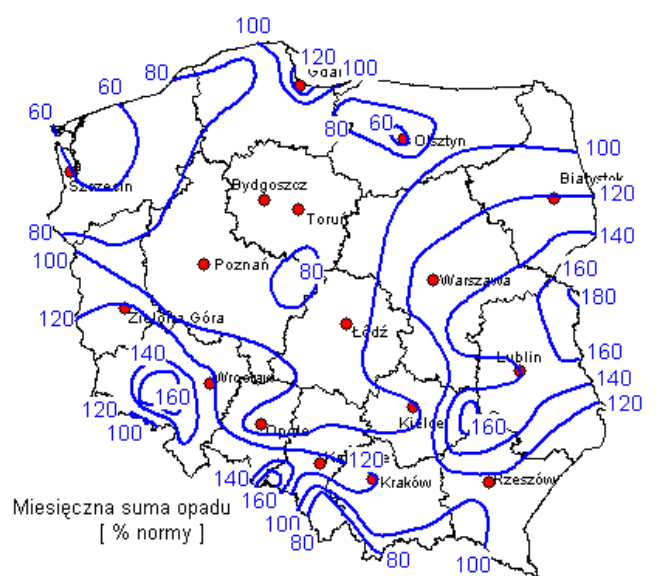 100
120
Gdań
100
80
60
60
80
60
Olsztyn
100
Szczecin
Białystok
120
Bydgoszcz
Toruń
80
100
140
Poznań
80
160
Warszawa
180
120
Zielona Góra
Łódź
140
Lublin
160
Wrocław
140
160
120
120
100
Opole
Kielce
160
K
120
140
160
Kraków
Rzeszów
Miesięczna suma opadu
[ % normy ]
100
80
80
100